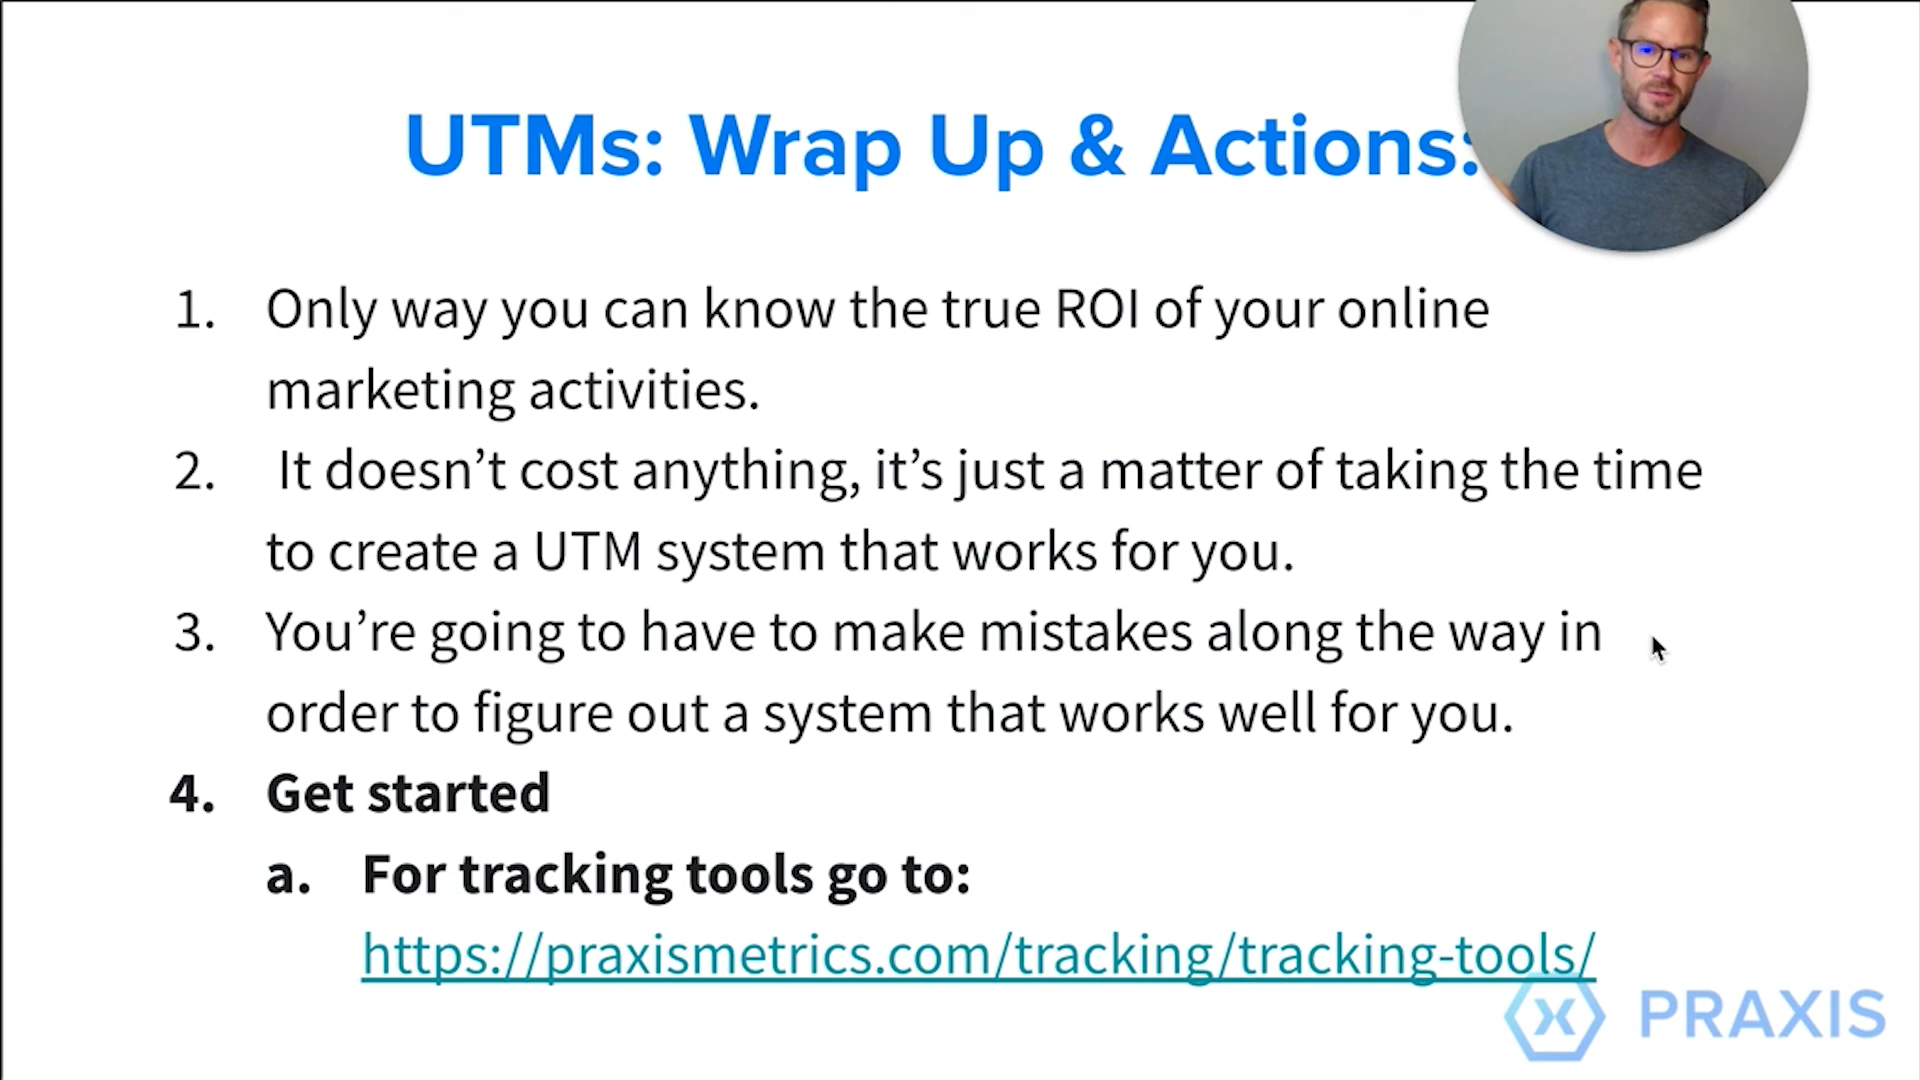 UTMs: Wrap Up & Actions:
1. Only way you can know the true ROI of your online
marketing activities.
2. It doesn’t cost anything, it’s just a matter of taking the time
to create a UTM system that works for you.
3. You’re going to have to make mistakes along the way in
order to figure out a system that works well for you.
4. Get started
a. For tracking tools go to:
https://praxismetrics.com/tracking/tracking-tools/
PRAXIS